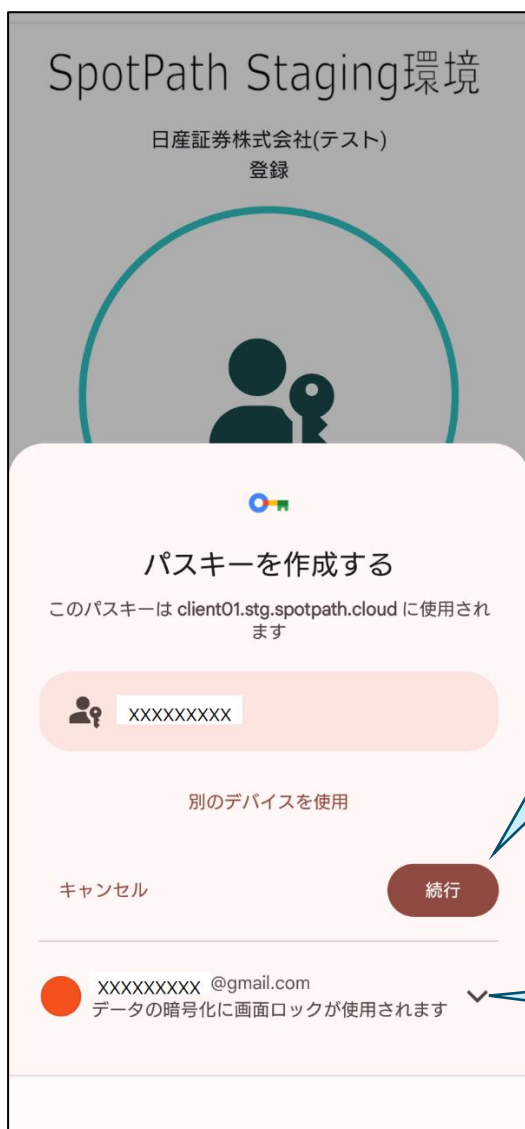 SpotPath Staging環境
日産証券株式会社(テスト)
登録
パスキーを作成する
このパスキーは client01.stg.spotpath.cloud に使用され
ます
XXXXXXXXX
別のデバイスを使用
キャンセル
続行
XXXXXXXXX @gmail.com
データの暗号化に画面ロックが使用されます